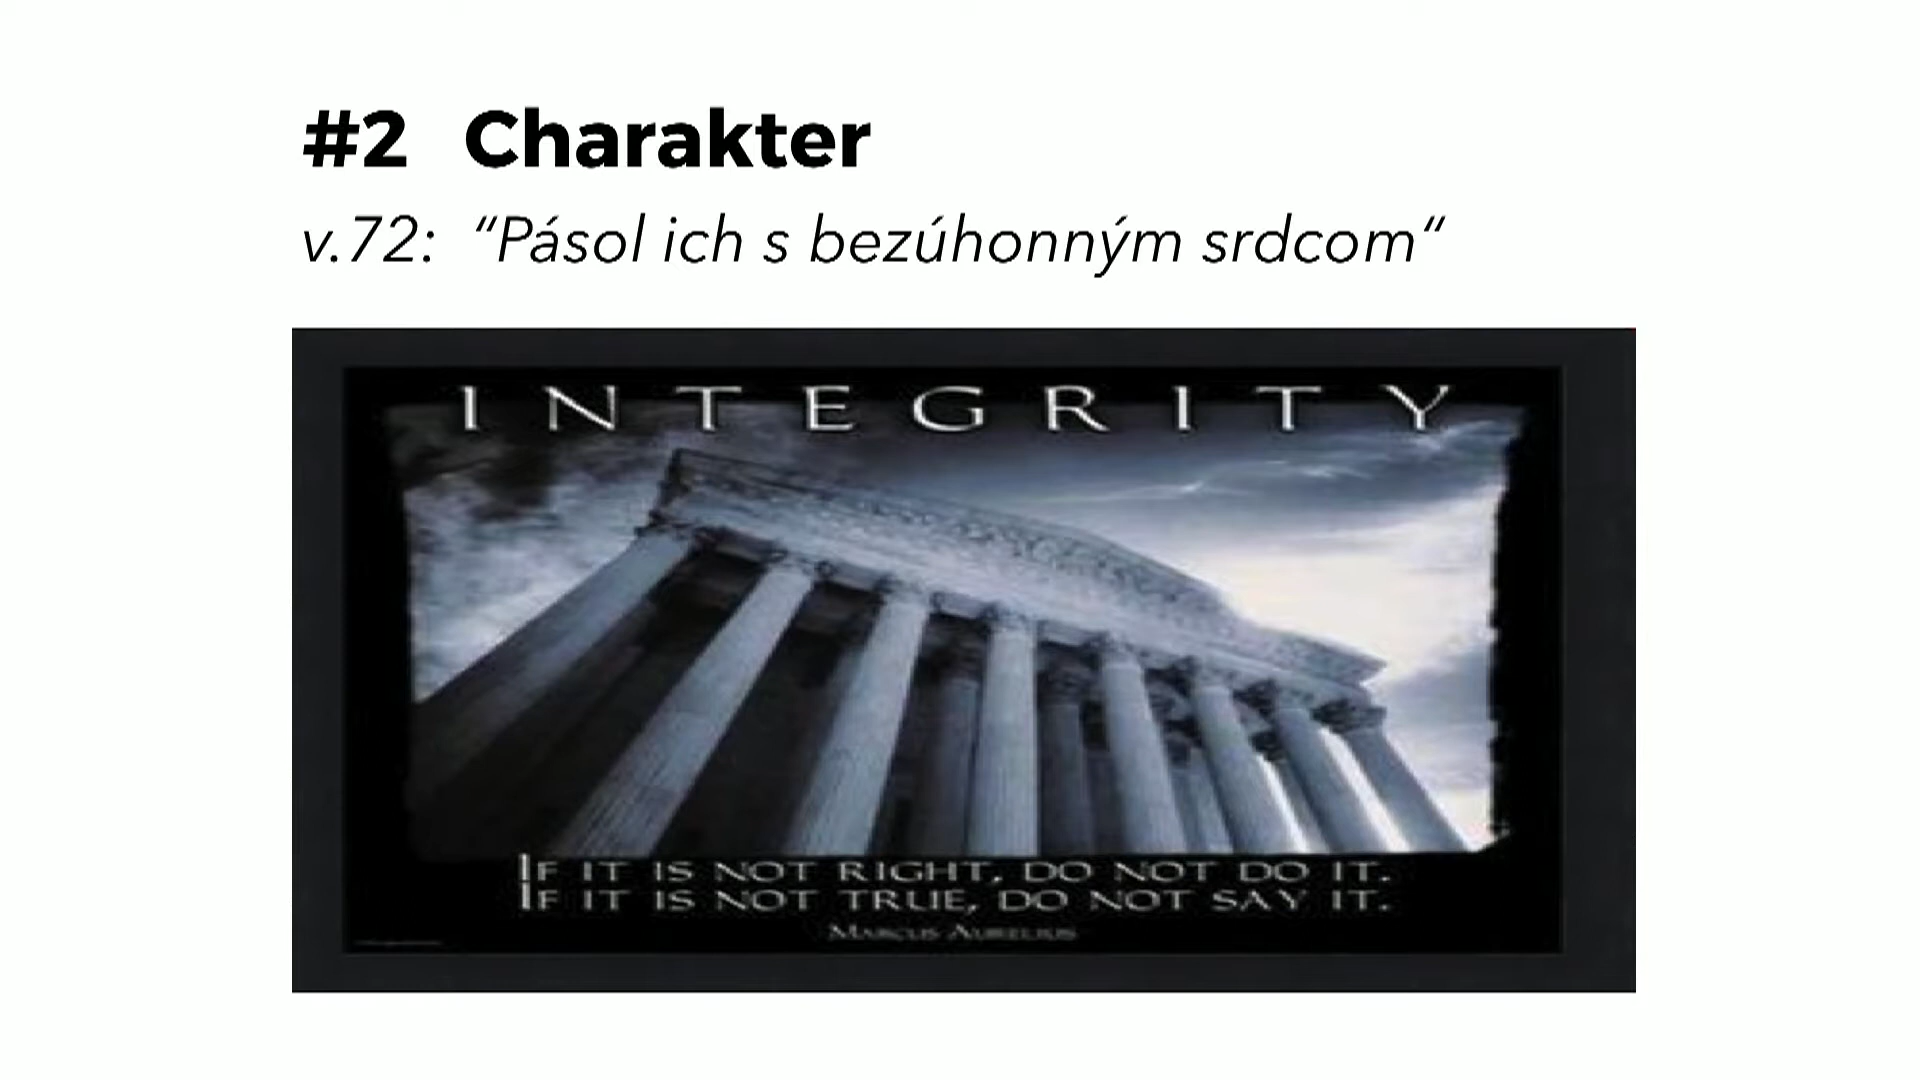 #2 Charakter
v.72: “Pásol ich s bezúhonným srdcom“
INTEGRITY
IF IT IS NOT RIGHT, DO NOT DO IT.
IF IT IS NOT TRUE, DO NOT SAY IT.
MARCUS AURELIUS